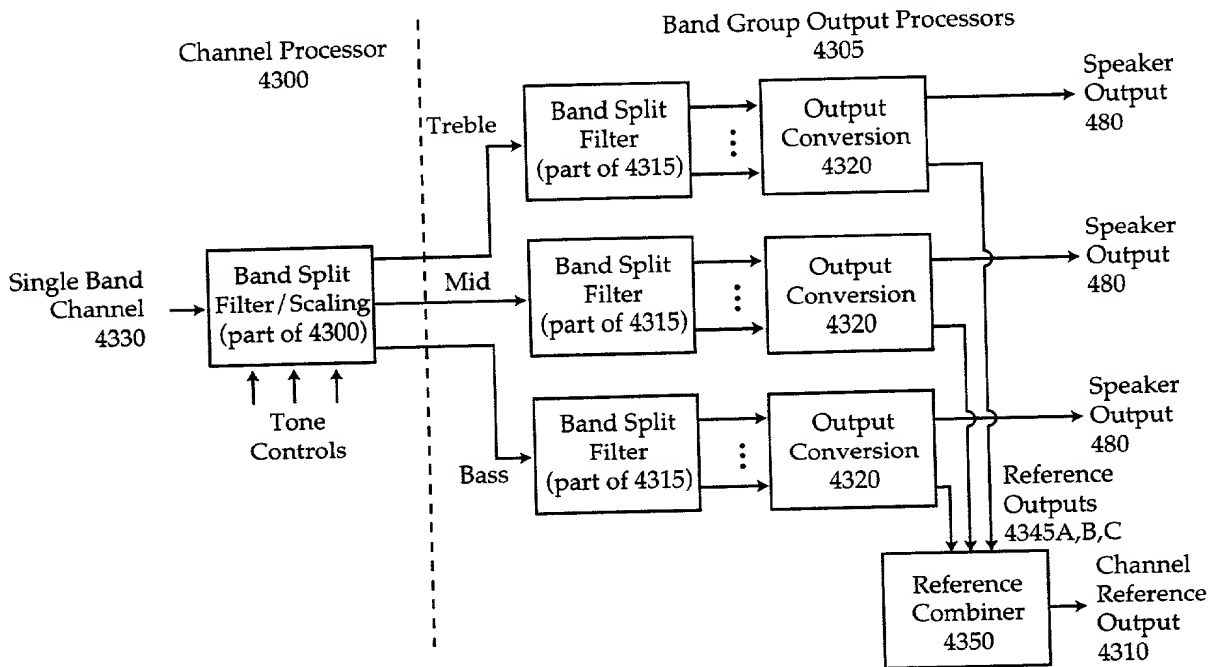 Channel Processor
4300
Band Group Output Processors
4305
Treble
Band Split
Filter
(part of 4315)
Output
Conversion
4320
Speaker
Output
480
Single Band
Channel
4330
Band Split
Filter/Scaling
(part of 4300)
Tone
Controls
Mid
Band Split
Filter
(part of 4315)
Output
Conversion
4320
Speaker
Output
480
Bass
Band Split
Filter
(part of 4315)
Output
Conversion
4320
Speaker
Output
480
Reference
Outputs
4345A,B,C
Reference
Combiner
4350
Channel
Reference
Output
4310